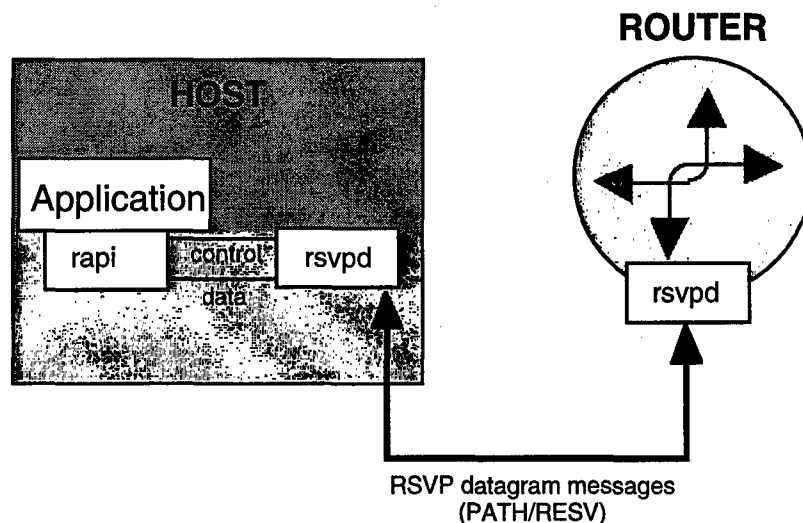 ROUTER
HOST
Application
rapi
control
rsvpd
data
rsvpd
RSVP datagram messages
(PATH/RESV)